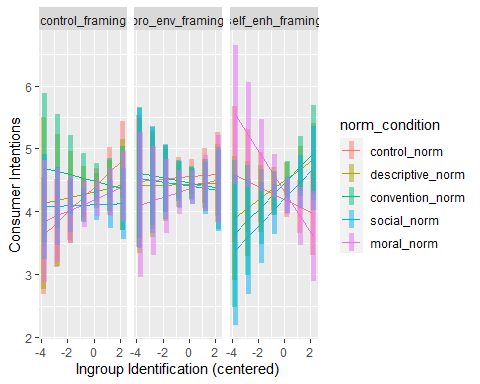 control_framing pro_env_framing self_enh_framing
Consumer Intentions
6
5
4
3
2
-4 -2 0 2 -4 -2 0 2 -4 -2 0 2
Ingroup Identification (centered)
norm_condition
control_norm
descriptive_norm
convention_norm
social_norm
moral_norm